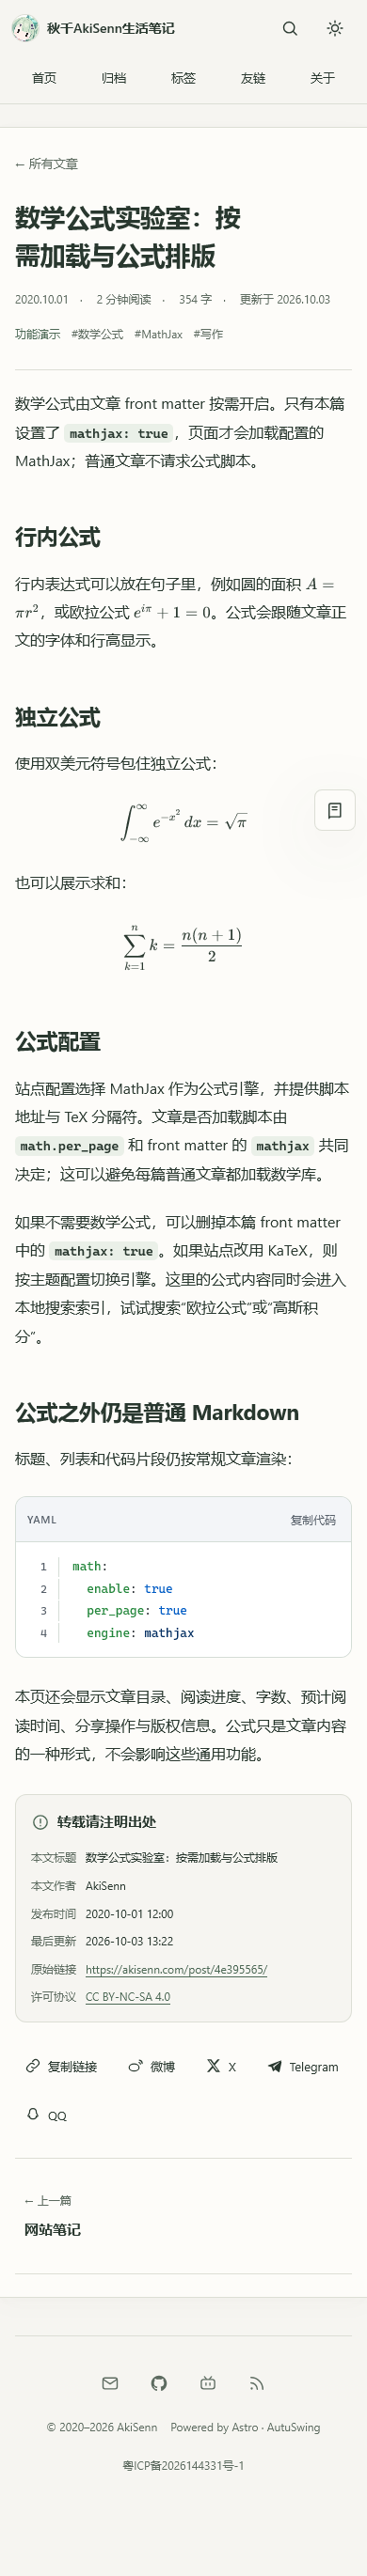 秋千AkiSenn生活笔记
首页 归档 标签 友链 关于
← 所有文章
数学公式实验室：按
需加载与公式排版
2020.10.01 · 2 分钟阅读 · 354 字 · 更新于 2026.10.03
功能演示 #数学公式 #MathJax #写作
数学公式由文章 front matter 按需开启。只有本篇
设置了 mathjax: true，页面才会加载配置的
MathJax；普通文章不请求公式脚本。
行内公式
行内表达式可以放在句子里，例如圆的面积 A =
πr²，或欧拉公式 e^{iπ} + 1 = 0。公式会跟随文章正
文的字体和行高显示。
独立公式
使用双美元符号包住独立公式：
∫_{−∞}^{∞} e^{−x²} dx = √π
也可以展示求和：
∑_{k=1}^{n} k = n(n + 1)/2
公式配置
站点配置选择 MathJax 作为公式引擎，并提供脚本
地址与 TeX 分隔符。文章是否加载脚本由
math.per_page 和 front matter 的 mathjax 共同
决定；这可以避免每篇普通文章都加载数学库。
如果不需要数学公式，可以删掉本篇 front matter
中的 mathjax: true。如果站点改用 KaTeX，则
按主题配置切换引擎。这里的公式内容同时会进入
本地搜索索引，试试搜索“欧拉公式”或“高斯积
分”。
公式之外仍是普通 Markdown
标题、列表和代码片段仍按常规文章渲染：
YAML 复制代码
1 math:
2 enable: true
3 per_page: true
4 engine: mathjax
本页还会显示文章目录、阅读进度、字数、预计阅
读时间、分享操作与版权信息。公式只是文章内容
的一种形式，不会影响这些通用功能。
转载请注明出处
本文标题 数学公式实验室：按需加载与公式排版
本文作者 AkiSenn
发布时间 2020-10-01 12:00
最后更新 2026-10-03 13:22
原始链接 https://akisenn.com/post/4e395565/
许可协议 CC BY-NC-SA 4.0
复制链接 微博 X Telegram
QQ
← 上一篇
网站笔记
© 2020–2026 AkiSenn Powered by Astro · AutuSwing
粤ICP备2026144331号-1